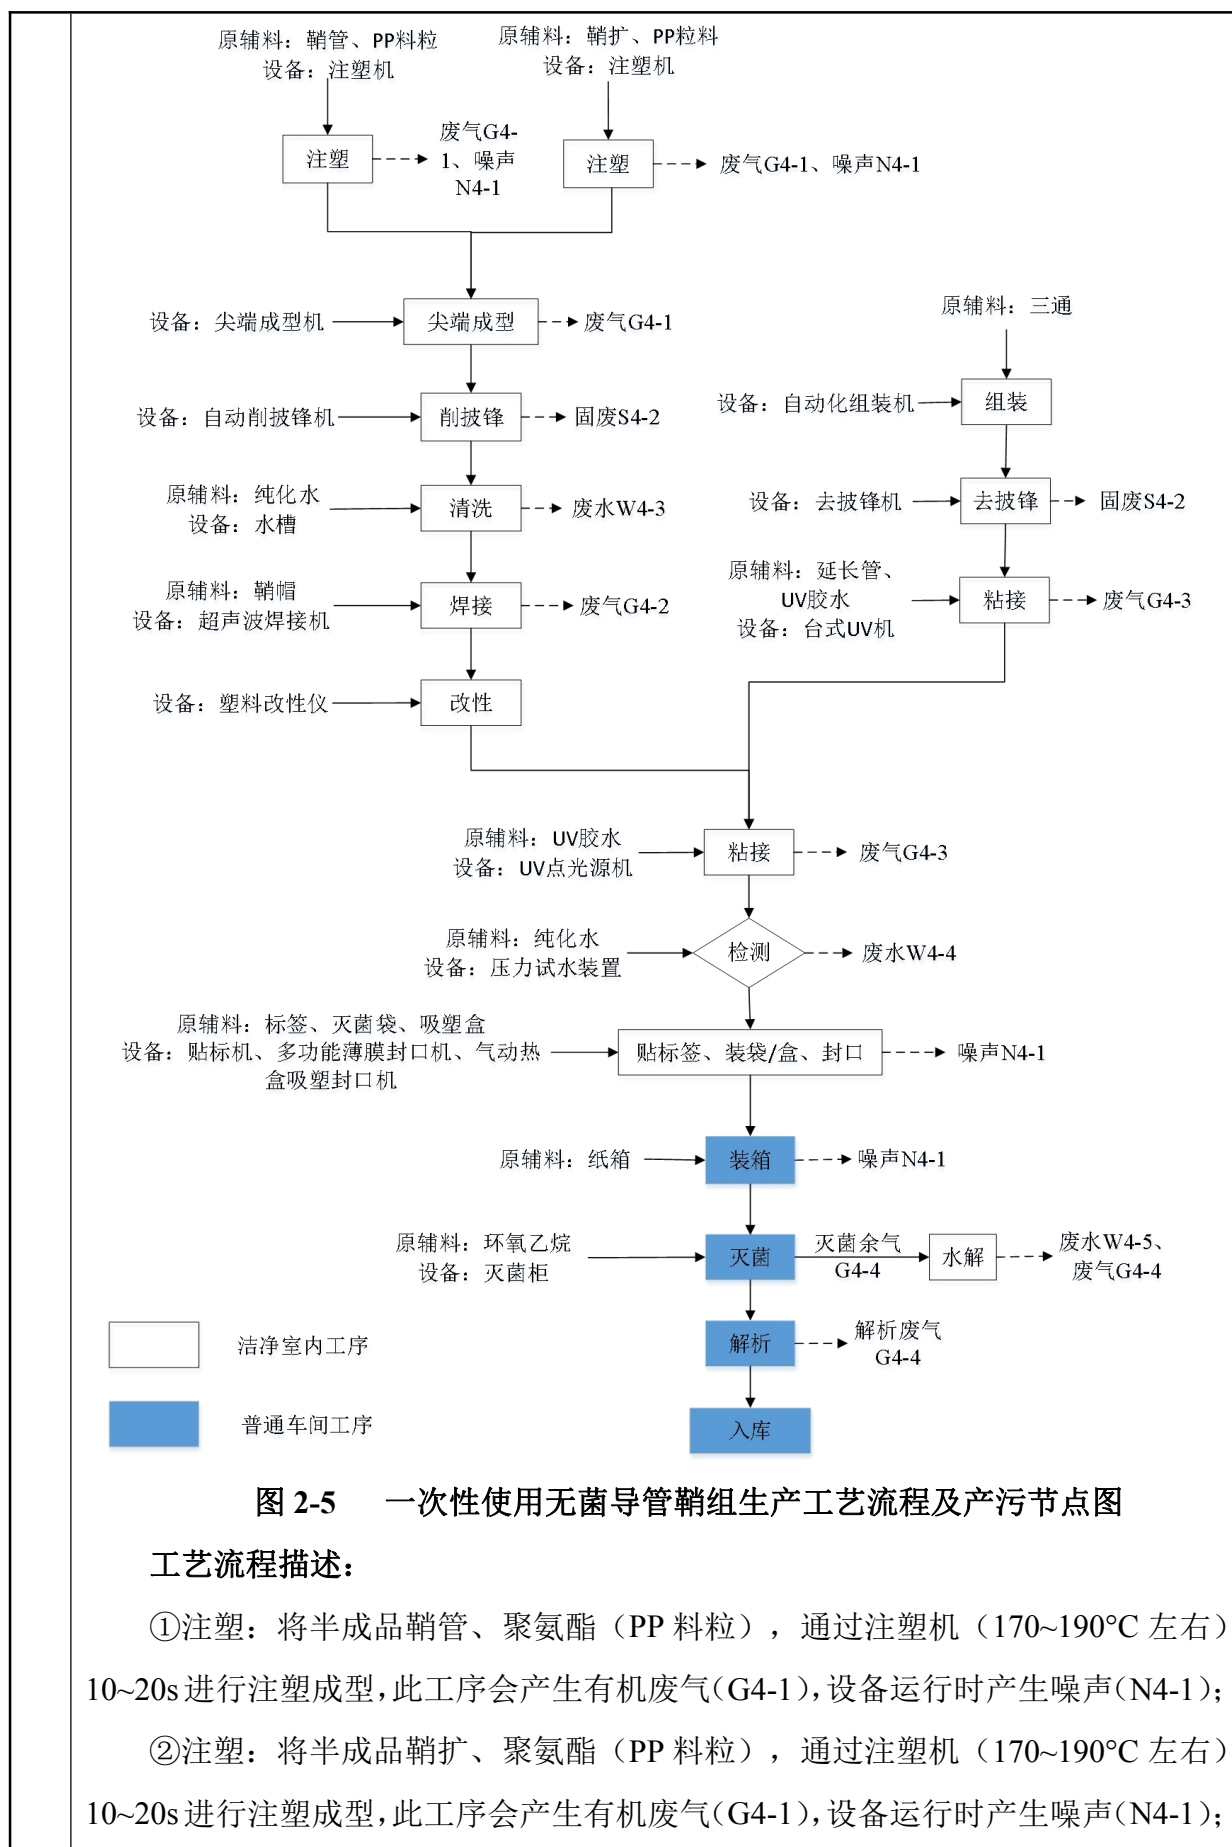 原辅料：鞘管、PP料粒
设备：注塑机
原辅料：鞘扩、PP粒料
设备：注塑机
注塑
废气G4-
1、噪声
N4-1
注塑
废气G4-1、噪声N4-1
设备：尖端成型机
尖端成型
废气G4-1
原辅料：三通
设备：自动削披锋机
削披锋
固废S4-2
设备：自动化组装机
组装
原辅料：纯化水
设备：水槽
清洗
废水W4-3
设备：去披锋机
去披锋
固废S4-2
原辅料：鞘帽
设备：超声波焊接机
焊接
废气G4-2
原辅料：延长管、
UV胶水
设备：台式UV机
粘接
废气G4-3
设备：塑料改性仪
改性
原辅料：UV胶水
设备：UV点光源机
粘接
废气G4-3
原辅料：纯化水
设备：压力试水装置
检测
废水W4-4
原辅料：标签、灭菌袋、吸塑盒
设备：贴标机、多功能薄膜封口机、气动热
盒吸塑封口机
贴标签、装袋/盒、封口
噪声N4-1
原辅料：纸箱
装箱
噪声N4-1
原辅料：环氧乙烷
设备：灭菌柜
灭菌
灭菌余气
G4-4
水解
废水W4-5、
废气G4-4
洁净室内工序
解析
解析废气
G4-4
普通车间工序
入库
图 2-5 一次性使用无菌导管鞘组生产工艺流程及产污节点图
工艺流程描述：
①注塑：将半成品鞘管、聚氨酯（PP 料粒），通过注塑机（170~190°C 左右）
10~20s 进行注塑成型，此工序会产生有机废气（G4-1），设备运行时产生噪声（N4-1）；
②注塑：将半成品鞘扩、聚氨酯（PP 料粒），通过注塑机（170~190°C 左右）
10~20s 进行注塑成型，此工序会产生有机废气（G4-1），设备运行时产生噪声（N4-1）；